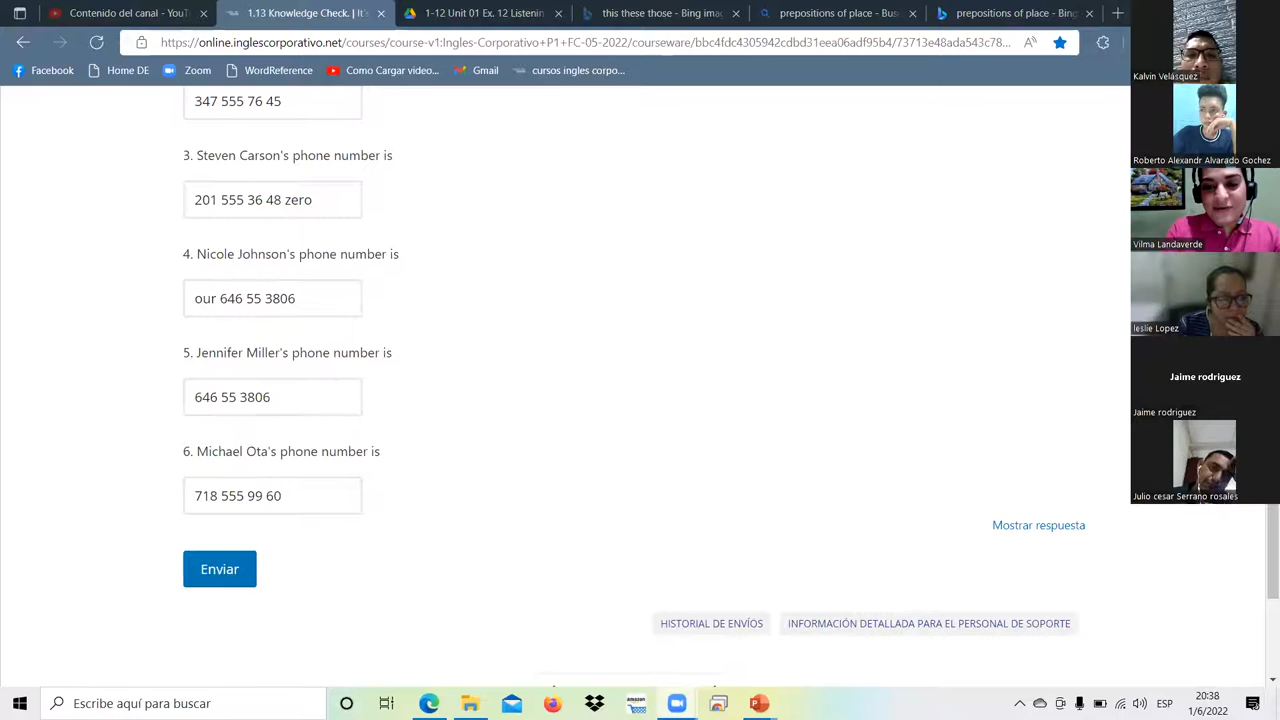 Contenido del canal - YouT
1.13 Knowledge Check. | It's
1-12 Unit 01 Ex. 12 Listenin
this these those - Bing imag
prepositions of place - Bus
prepositions of place - Bing
https://online.inglescorporativo.net/courses/course-v1:Ingles-Corporativo+P1+FC-05-2022/courseware/bbc4fdc4305942cdbd31eea06adf95b4/73713e48ada543c78...
Facebook
Home DE
Zoom
WordReference
Como Cargar video...
Gmail
cursos ingles corpo...
347 555 76 45
3. Steven Carson's phone number is
201 555 36 48 zero
4. Nicole Johnson's phone number is
our 646 55 3806
5. Jennifer Miller's phone number is
646 55 3806
6. Michael Ota's phone number is
718 555 99 60
Mostrar respuesta
Enviar
HISTORIAL DE ENVÍOS
INFORMACIÓN DETALLADA PARA EL PERSONAL DE SOPORTE
Kalvin Velásquez
Roberto Alexandr Alvarado Gochez
Vilma Landaverde
leslie Lopez
Jaime rodriguez
Jaime rodriguez
Julio cesar Serrano rosales
Escribe aquí para buscar
amazon
ESP
20:38
1/6/2022